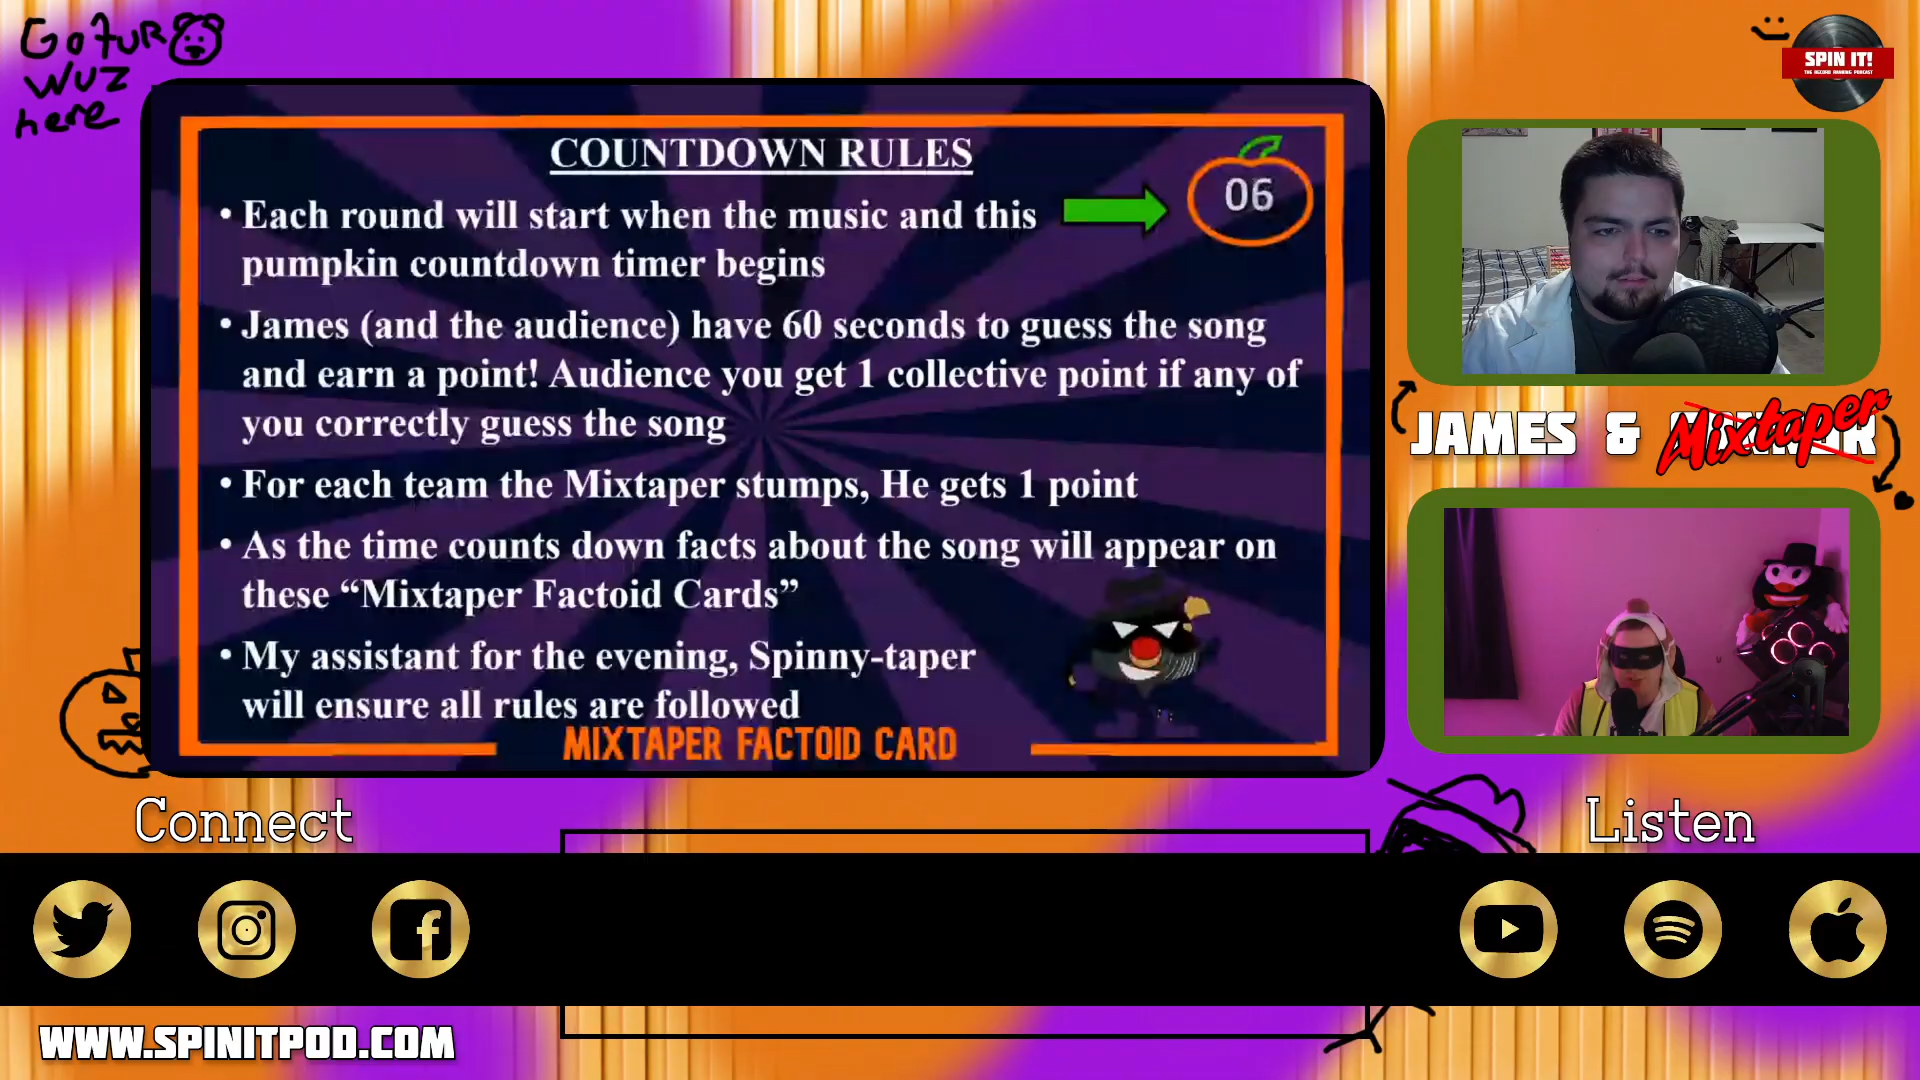 GoTUR
WUZ
here
COUNTDOWN RULES
06
• Each round will start when the music and this
pumpkin countdown timer begins
• James (and the audience) have 60 seconds to guess the song
and earn a point! Audience you get 1 collective point if any of
you correctly guess the song
• For each team the Mixtaper stumps, He gets 1 point
• As the time counts down facts about the song will appear on
these “Mixtaper Factoid Cards”
• My assistant for the evening, Spinny-taper
will ensure all rules are followed
MIXTAPER FACTOID CARD
SPIN IT!
THE RECORD RANKING PODCAST
JAMES & Mixtaper
Connect
Listen
WWW.SPINITPOD.COM